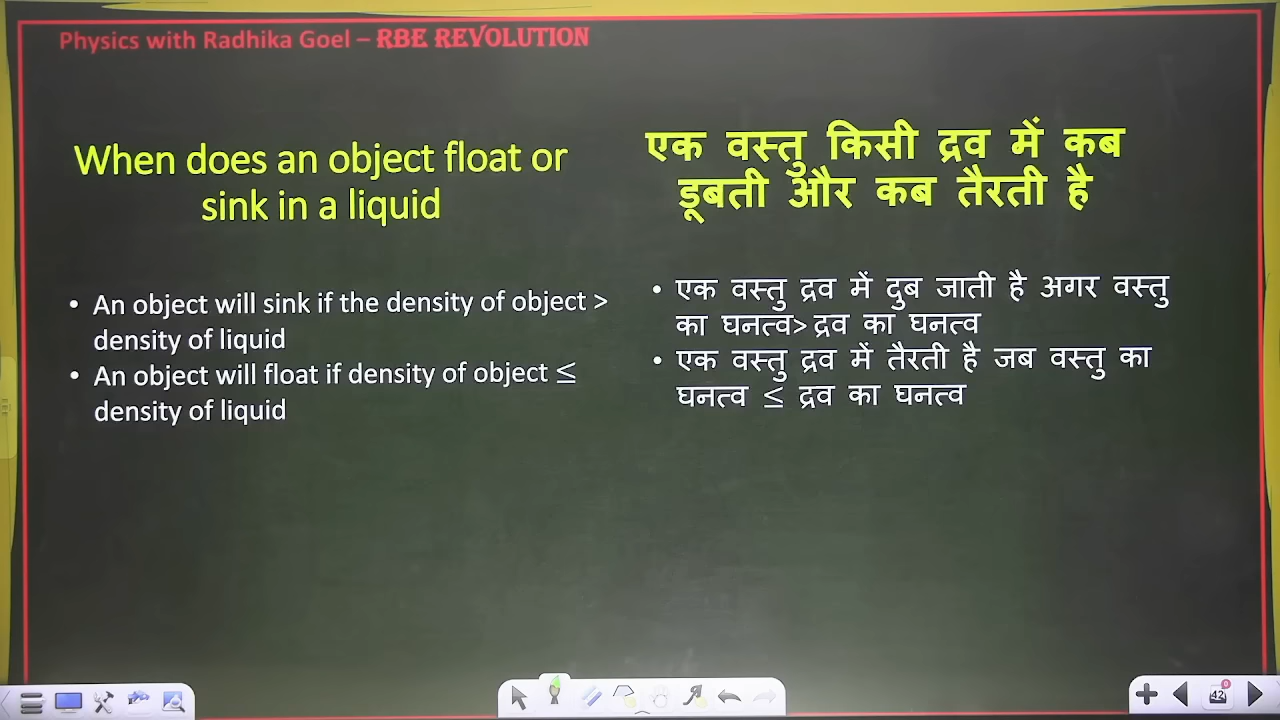 Physics with Radhika Goel – RBE REVOLUTION
When does an object float or
sink in a liquid
• An object will sink if the density of object >
density of liquid
• An object will float if density of object ≤
density of liquid
एक वस्तु किसी द्रव में कब
डूबती और कब तैरती है
• एक वस्तु द्रव में दुब जाती है अगर वस्तु
का घनत्व> द्रव का घनत्व
• एक वस्तु द्रव में तैरती है जब वस्तु का
घनत्व ≤ द्रव का घनत्व
42